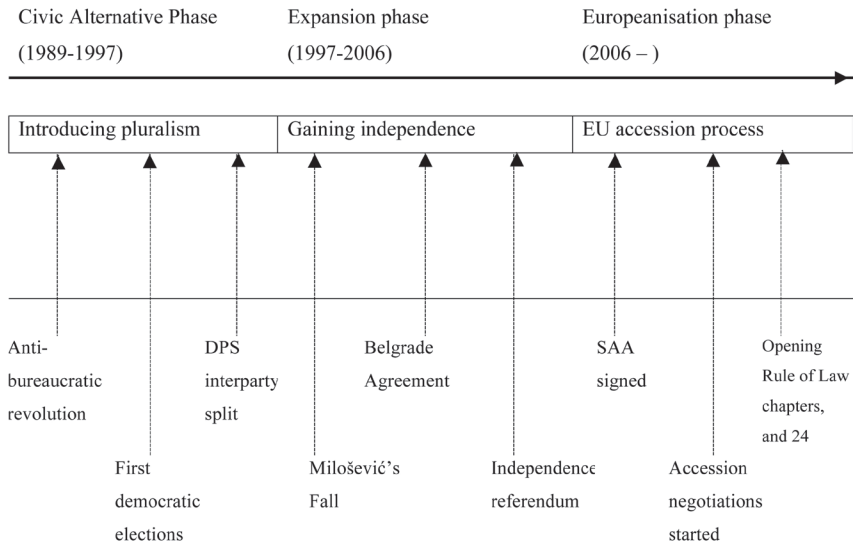 Civic Alternative Phase
(1989-1997)
Expansion phase
(1997-2006)
Europeanisation phase
(2006 – )
Introducing pluralism
Gaining independence
EU accession process
Anti-
bureaucratic
revolution
First
democratic
elections
DPS
interparty
split
Milošević’s
Fall
Belgrade
Agreement
Independence
referendum
SAA
signed
Accession
negotiations
started
Opening
Rule of Law
chapters,
and 24